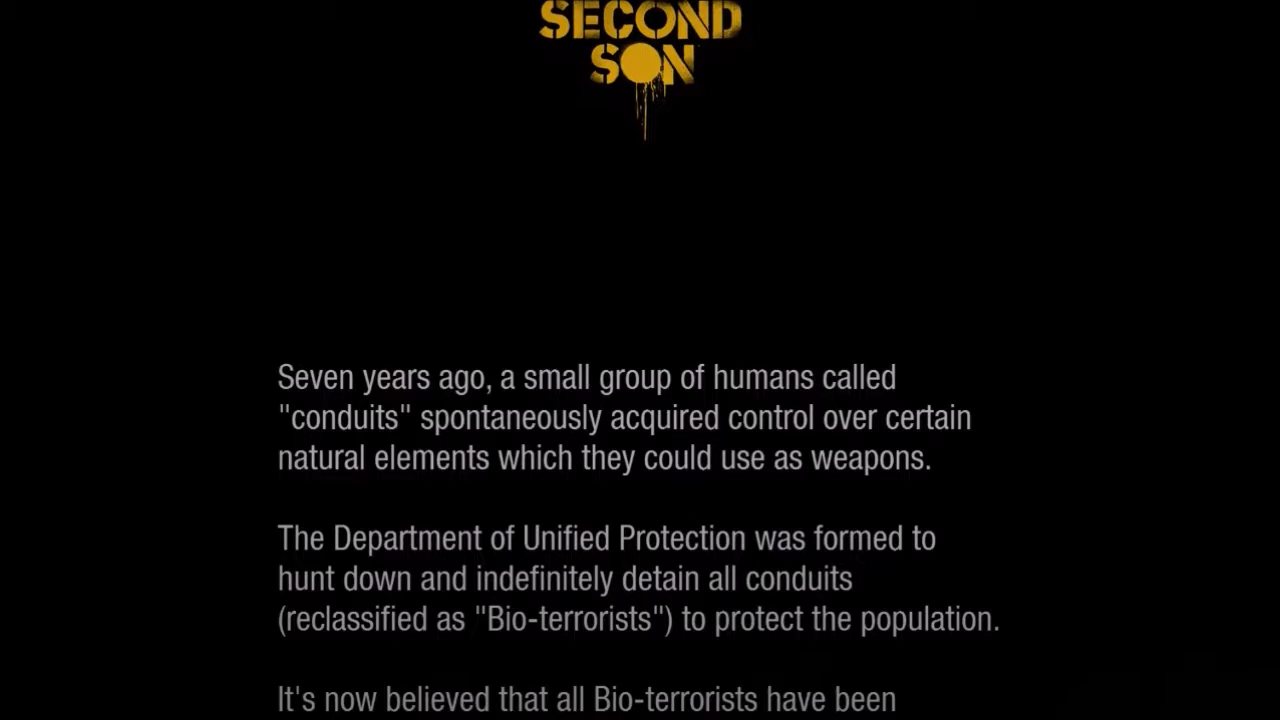 SECOND
SON
Seven years ago, a small group of humans called
"conduits" spontaneously acquired control over certain
natural elements which they could use as weapons.
The Department of Unified Protection was formed to
hunt down and indefinitely detain all conduits
(reclassified as "Bio-terrorists") to protect the population.
It's now believed that all Bio-terrorists have been